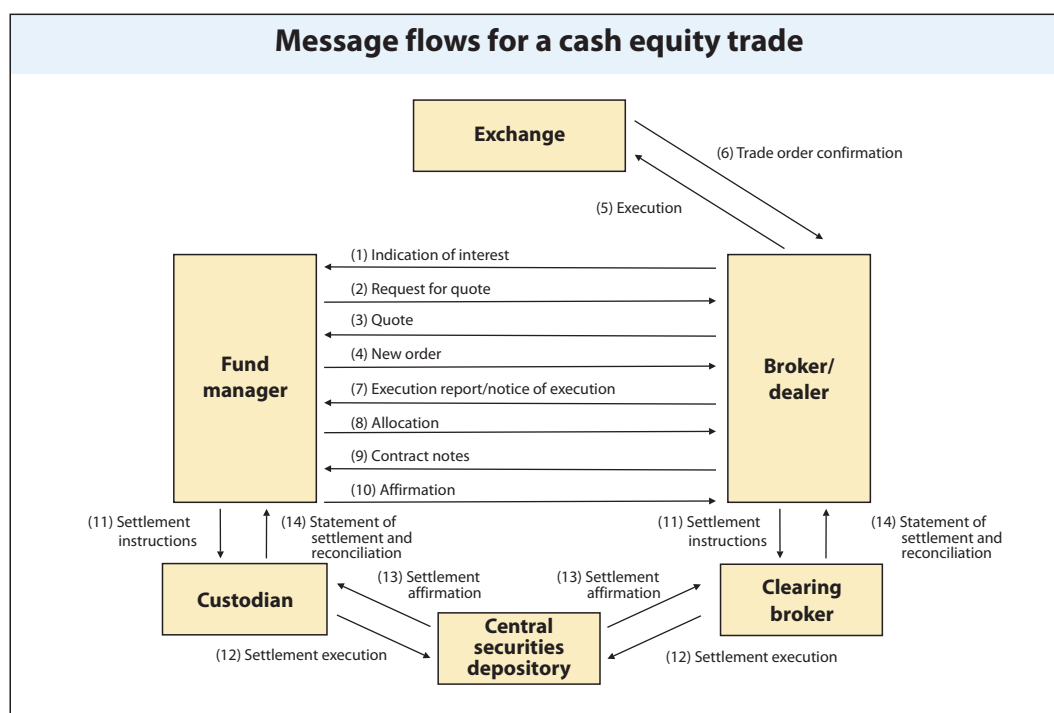 Message flows for a cash equity trade
Exchange
(6) Trade order confirmation
(5) Execution
(1) Indication of interest
(2) Request for quote
(3) Quote
(4) New order
(7) Execution report/notice of execution
(8) Allocation
(9) Contract notes
(10) Affirmation
Fund
manager
Broker/
dealer
(11) Settlement
instructions
(14) Statement of
settlement and
reconciliation
(11) Settlement
instructions
(14) Statement of
settlement and
reconciliation
(13) Settlement
affirmation
(13) Settlement
affirmation
Custodian
Clearing
broker
Central
securities
depository
(12) Settlement execution
(12) Settlement execution